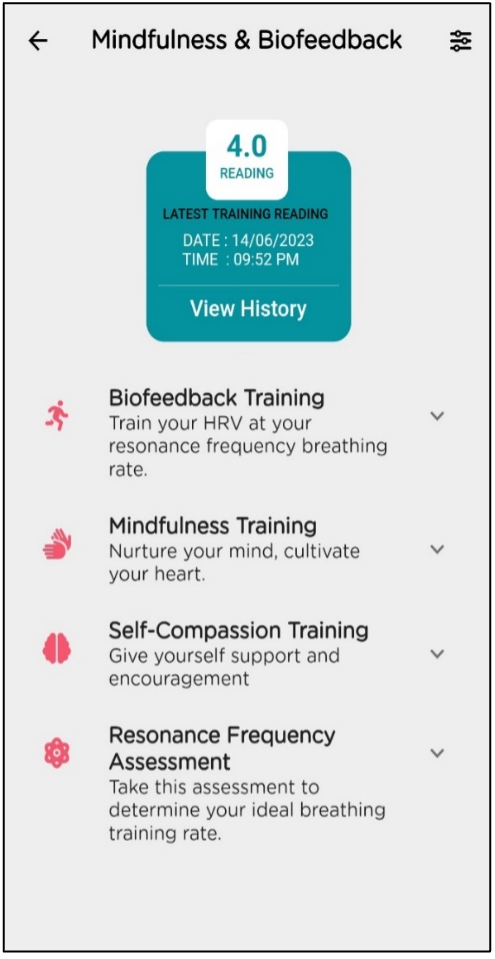 Mindfulness & Biofeedback
4.0
READING
LATEST TRAINING READING
DATE : 14/06/2023
TIME : 09:52 PM
View History
Biofeedback Training
Train your HRV at your
resonance frequency breathing
rate.
Mindfulness Training
Nurture your mind, cultivate
your heart.
Self-Compassion Training
Give yourself support and
encouragement
Resonance Frequency
Assessment
Take this assessment to
determine your ideal breathing
training rate.